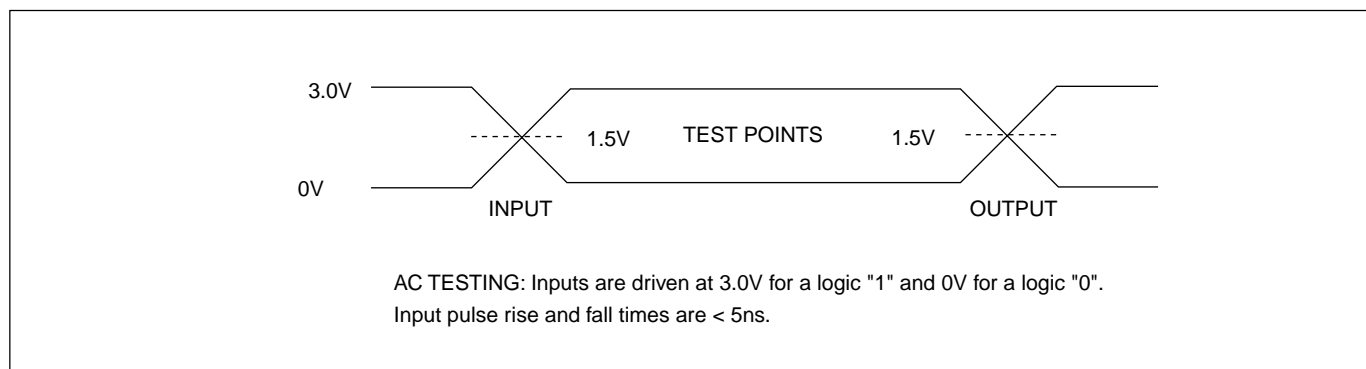 3.0V
1.5V TEST POINTS 1.5V
0V
INPUT OUTPUT
AC TESTING: Inputs are driven at 3.0V for a logic "1" and 0V for a logic "0".
Input pulse rise and fall times are < 5ns.